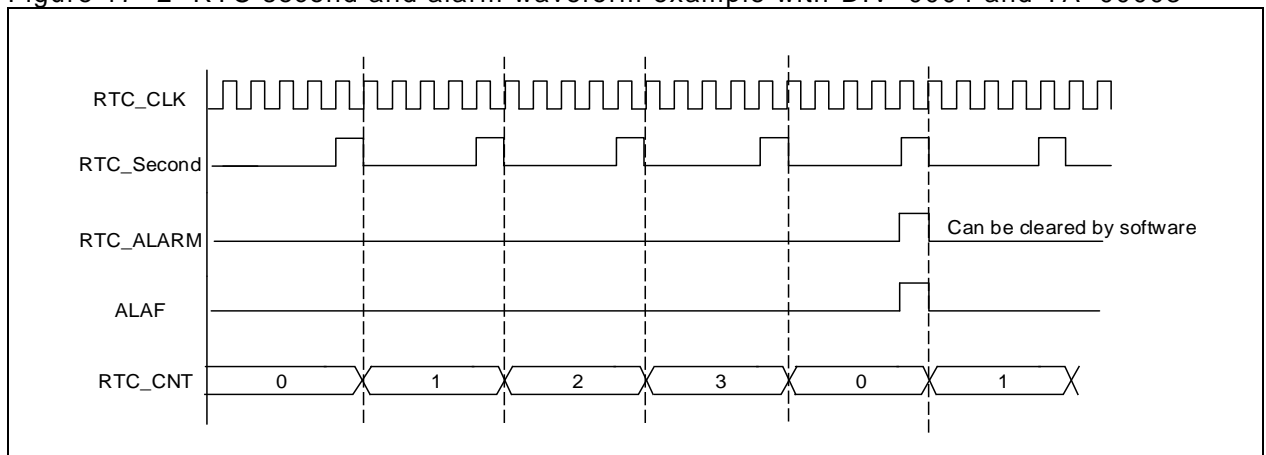 RTC_CLK
RTC_Second
RTC_ALARM
Can be cleared by software
ALAF
RTC_CNT
0
1
2
3
0
1